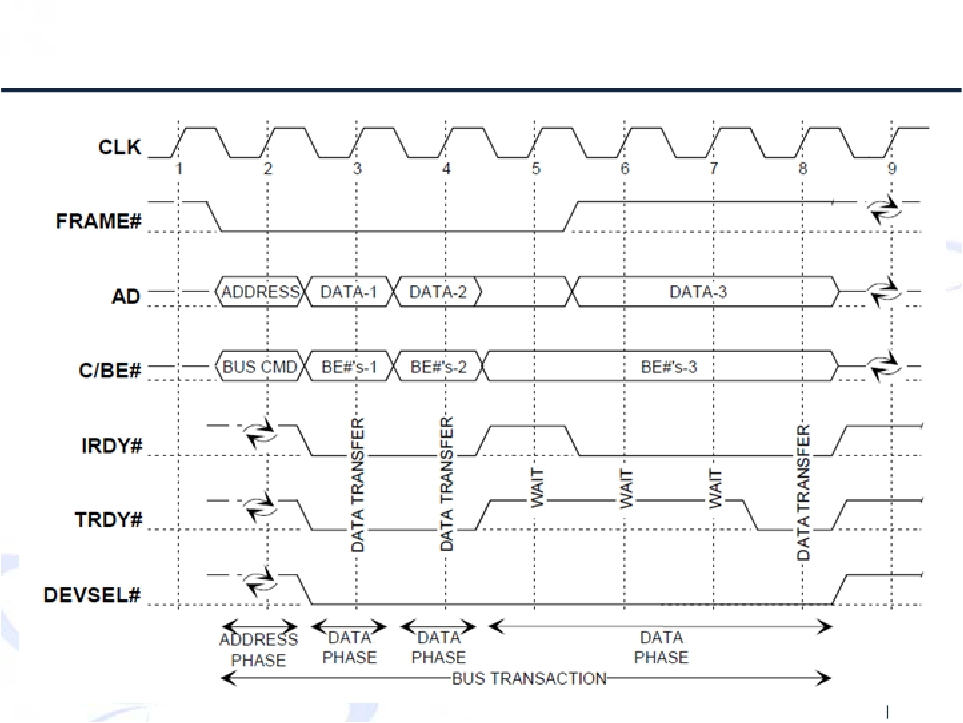 CLK
1 2 3 4 5 6 7 8 9
FRAME#
AD
ADDRESS DATA-1 DATA-2 DATA-3
C/BE#
BUS CMD BE#'s-1 BE#'s-2 BE#'s-3
IRDY#
TRDY#
DATA TRANSFER
DATA TRANSFER
WAIT
WAIT
WAIT
DATA TRANSFER
DEVSEL#
ADDRESS
PHASE
DATA
PHASE
DATA
PHASE
DATA
PHASE
BUS TRANSACTION